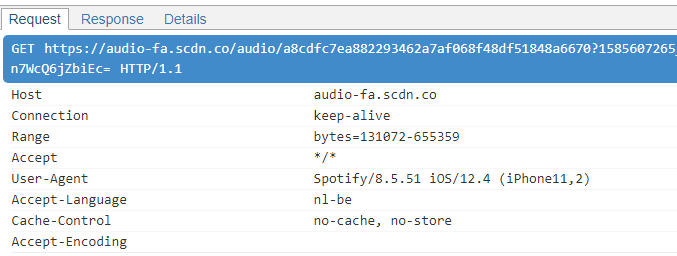 Request Response Details
GET https://audio-fa.scdn.co/audio/a8cdfc7ea882293462a7af068f48df51848a6670?1585607265_
n7WcQ6jZbiEc= HTTP/1.1
Host audio-fa.scdn.co
Connection keep-alive
Range bytes=131072-655359
Accept */*
User-Agent Spotify/8.5.51 iOS/12.4 (iPhone11,2)
Accept-Language nl-be
Cache-Control no-cache, no-store
Accept-Encoding